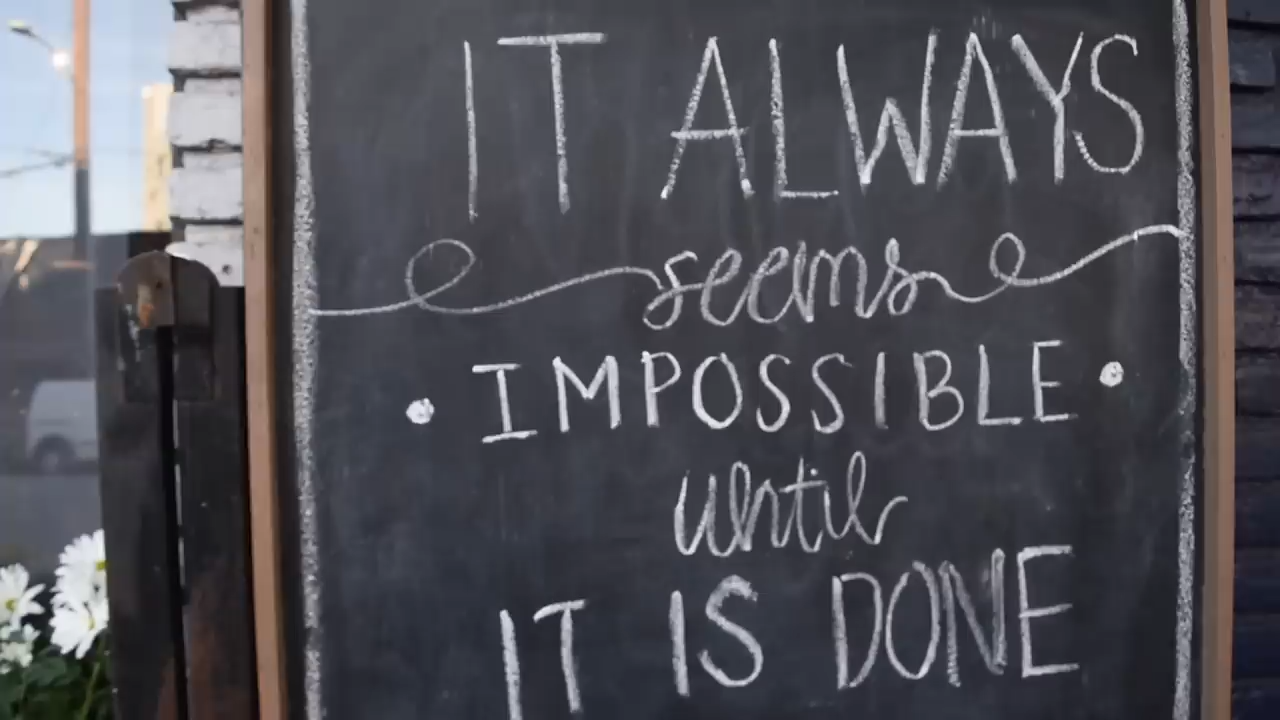 IT ALWAYS
seems
• IMPOSSIBLE •
until
IT IS DONE